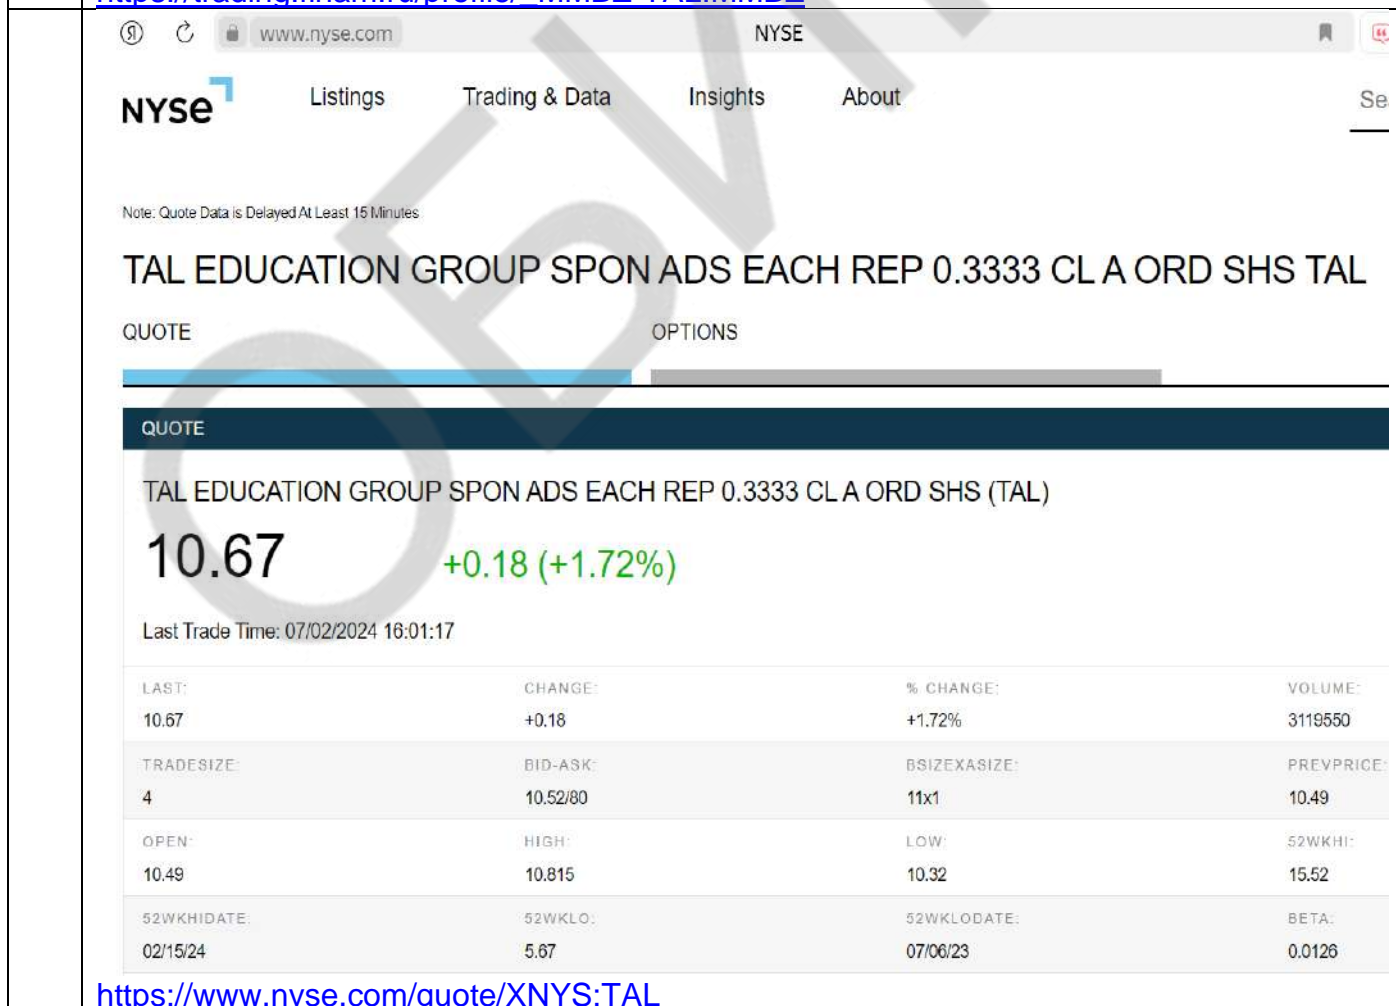 www.nyse.com NYSE
NYSE Listings Trading & Data Insights About
Note: Quote Data is Delayed At Least 15 Minutes
TAL EDUCATION GROUP SPON ADS EACH REP 0.3333 CL A ORD SHS TAL
QUOTE OPTIONS
QUOTE
TAL EDUCATION GROUP SPON ADS EACH REP 0.3333 CL A ORD SHS (TAL)
10.67 +0.18 (+1.72%)
Last Trade Time: 07/02/2024 16:01:17
LAST: CHANGE: % CHANGE: VOLUME:
10.67 +0.18 +1.72% 3119550
TRADESIZE: BID-ASK: BSIZEXASIZE: PREVPRICE:
4 10.52/80 11x1 10.49
OPEN: HIGH: LOW: 52WKHI:
10.49 10.815 10.32 15.52
52WKHIDATE: 52WKLO: 52WKLODATE: BETA:
02/15/24 5.67 07/06/23 0.0126
https://www.nyse.com/quote/XNYS:TAL